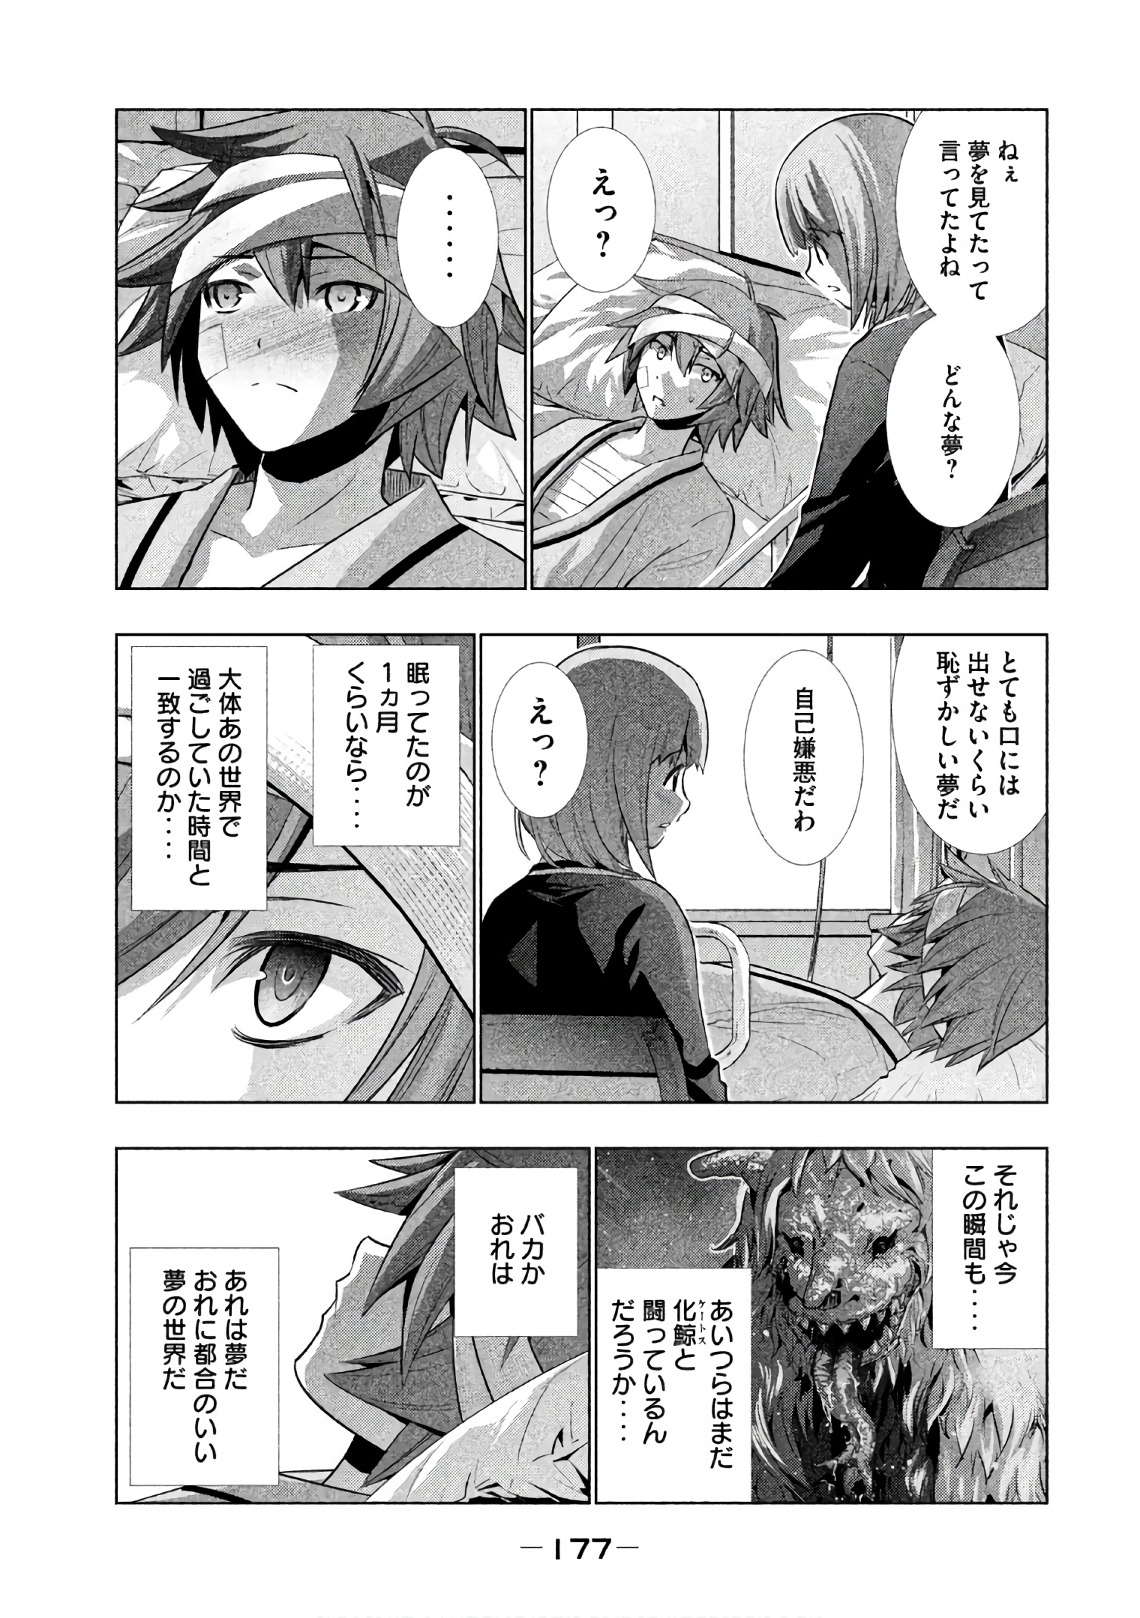 ねぇ
夢を見てたって
言ってたよね
どんな夢？
えっ？
・・・・・・
とても口には
出せないくらい
恥ずかしい夢だ
自己嫌悪だわ
えっ？
眠ってたのが
1ヵ月
くらいなら・・・・
大体あの世界で
過ごしていた時間と
一致するのか・・・・
それじゃ今
この瞬間も・・・・
あいつらはまだ
化鯨と
ケートス
闘っているんだ
だろうか・・・・
バカか
おれは
あれは夢だ
おれに都合のいい
夢の世界だ
—177—